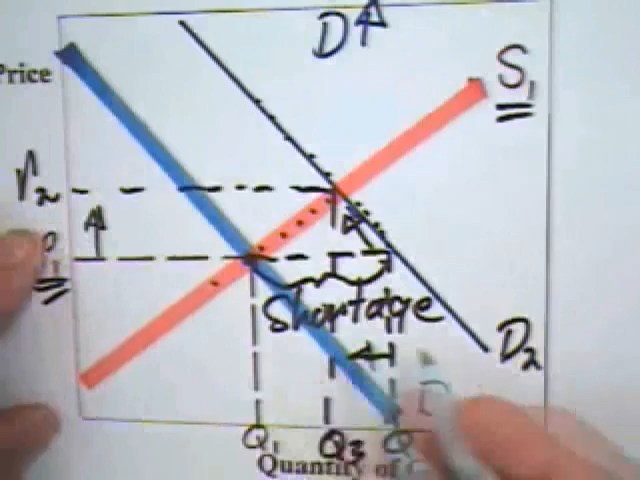 D
Price
S₁
P₂
P₁
Shortage
D₂
D
Q₁ Q₃ Q
Quantity of